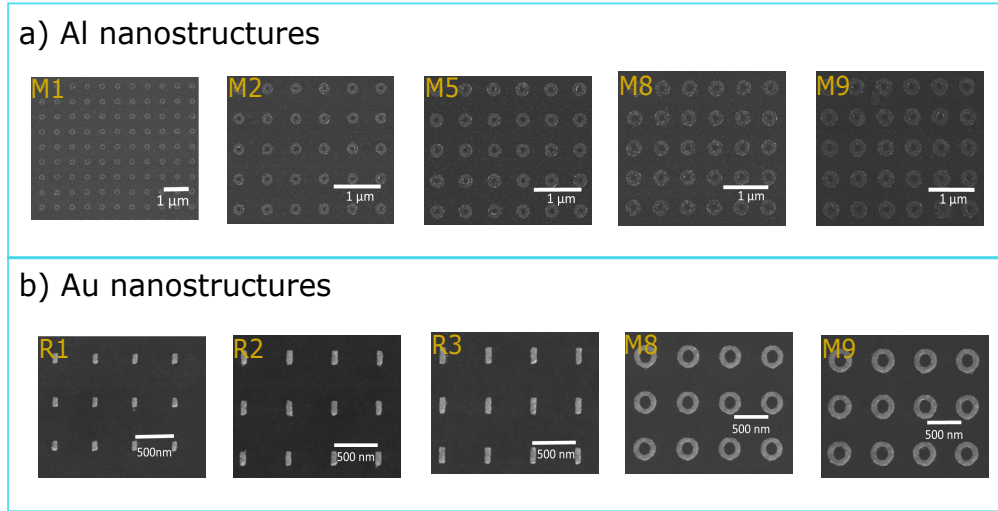 a) Al nanostructures
M1
M2
M5
M8
M9
1 µm
1 µm
1 µm
1 µm
1 µm
b) Au nanostructures
R1
R2
R3
M8
M9
500nm
500 nm
500 nm
500 nm
500 nm